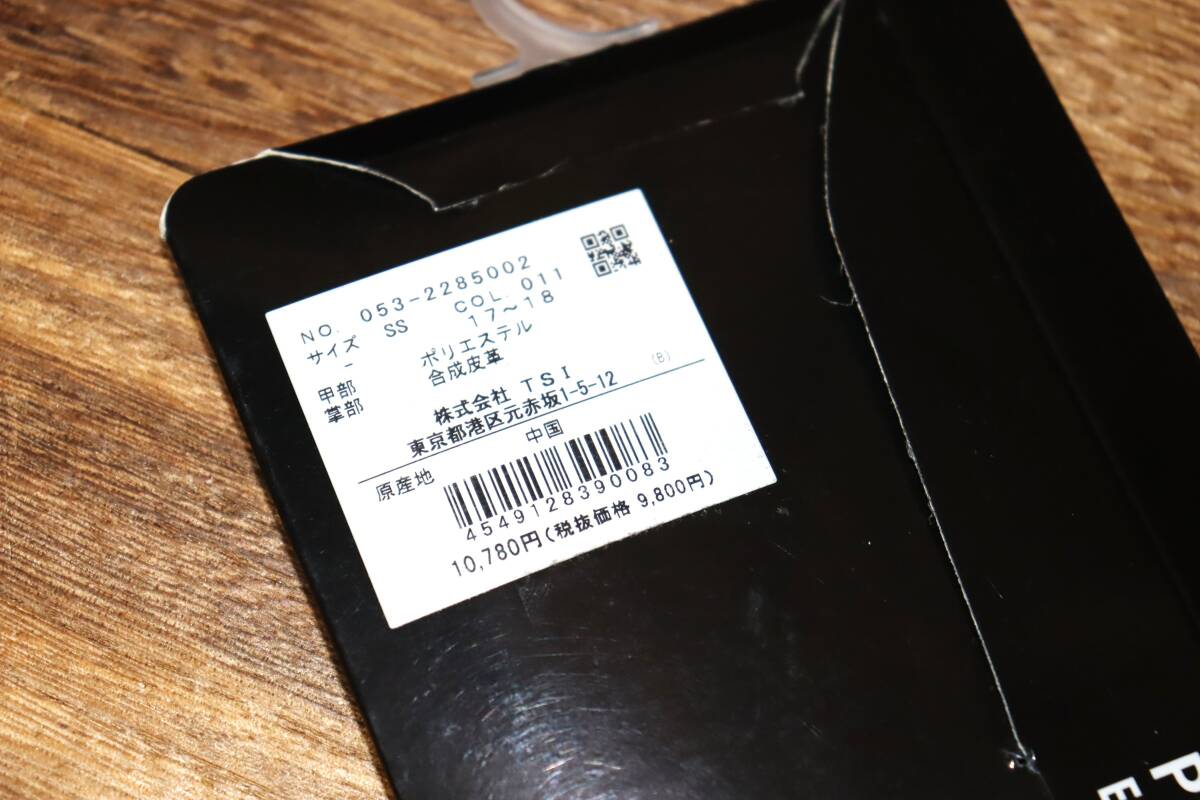 NO. 053-2285002
サイズ SS COL. 011
- 17～18
甲部 ポリエステル
掌部 合成皮革
株式会社 TSI
東京都港区元赤坂1-5-12 (B)
原産地 中国
4549128390083
10,780円(税抜価格 9,800円)
P
E